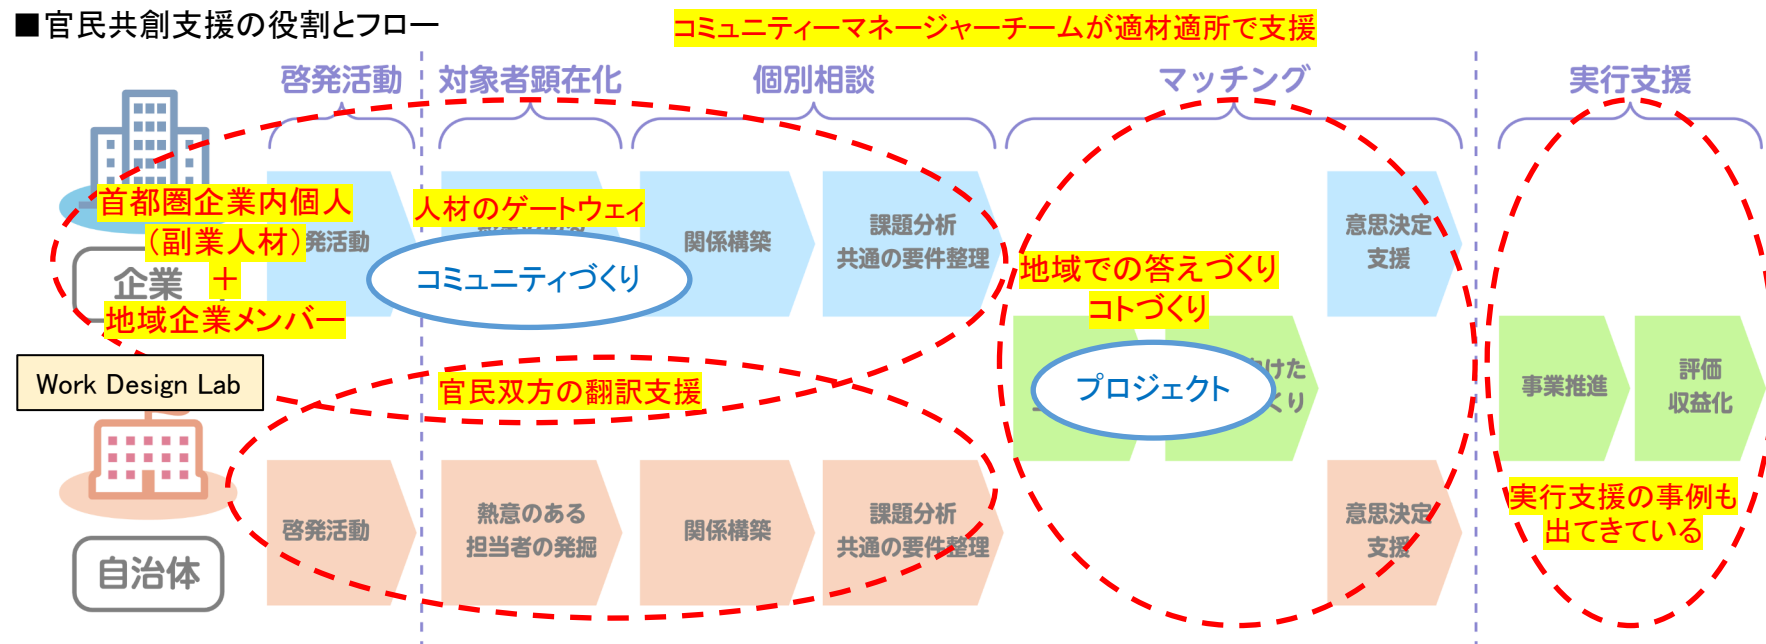 ■官民共創支援の役割とフロー
コミュニティーマネージャーチームが適材適所で支援
啓発活動
対象者顕在化
個別相談
マッチング
実行支援
首都圏企業内個人
(副業人材)
+
地域企業メンバー
企業
発活動
人材のゲートウェイ
コミュニティづくり
関係構築
課題分析
共通の要件整理
地域での答えづくり
コトづくり
意思決定
支援
プロジェクト
けた
くり
事業推進
評価
収益化
Work Design Lab
官民双方の翻訳支援
自治体
啓発活動
熱意のある
担当者の発掘
関係構築
課題分析
共通の要件整理
意思決定
支援
実行支援の事例も
出てきている